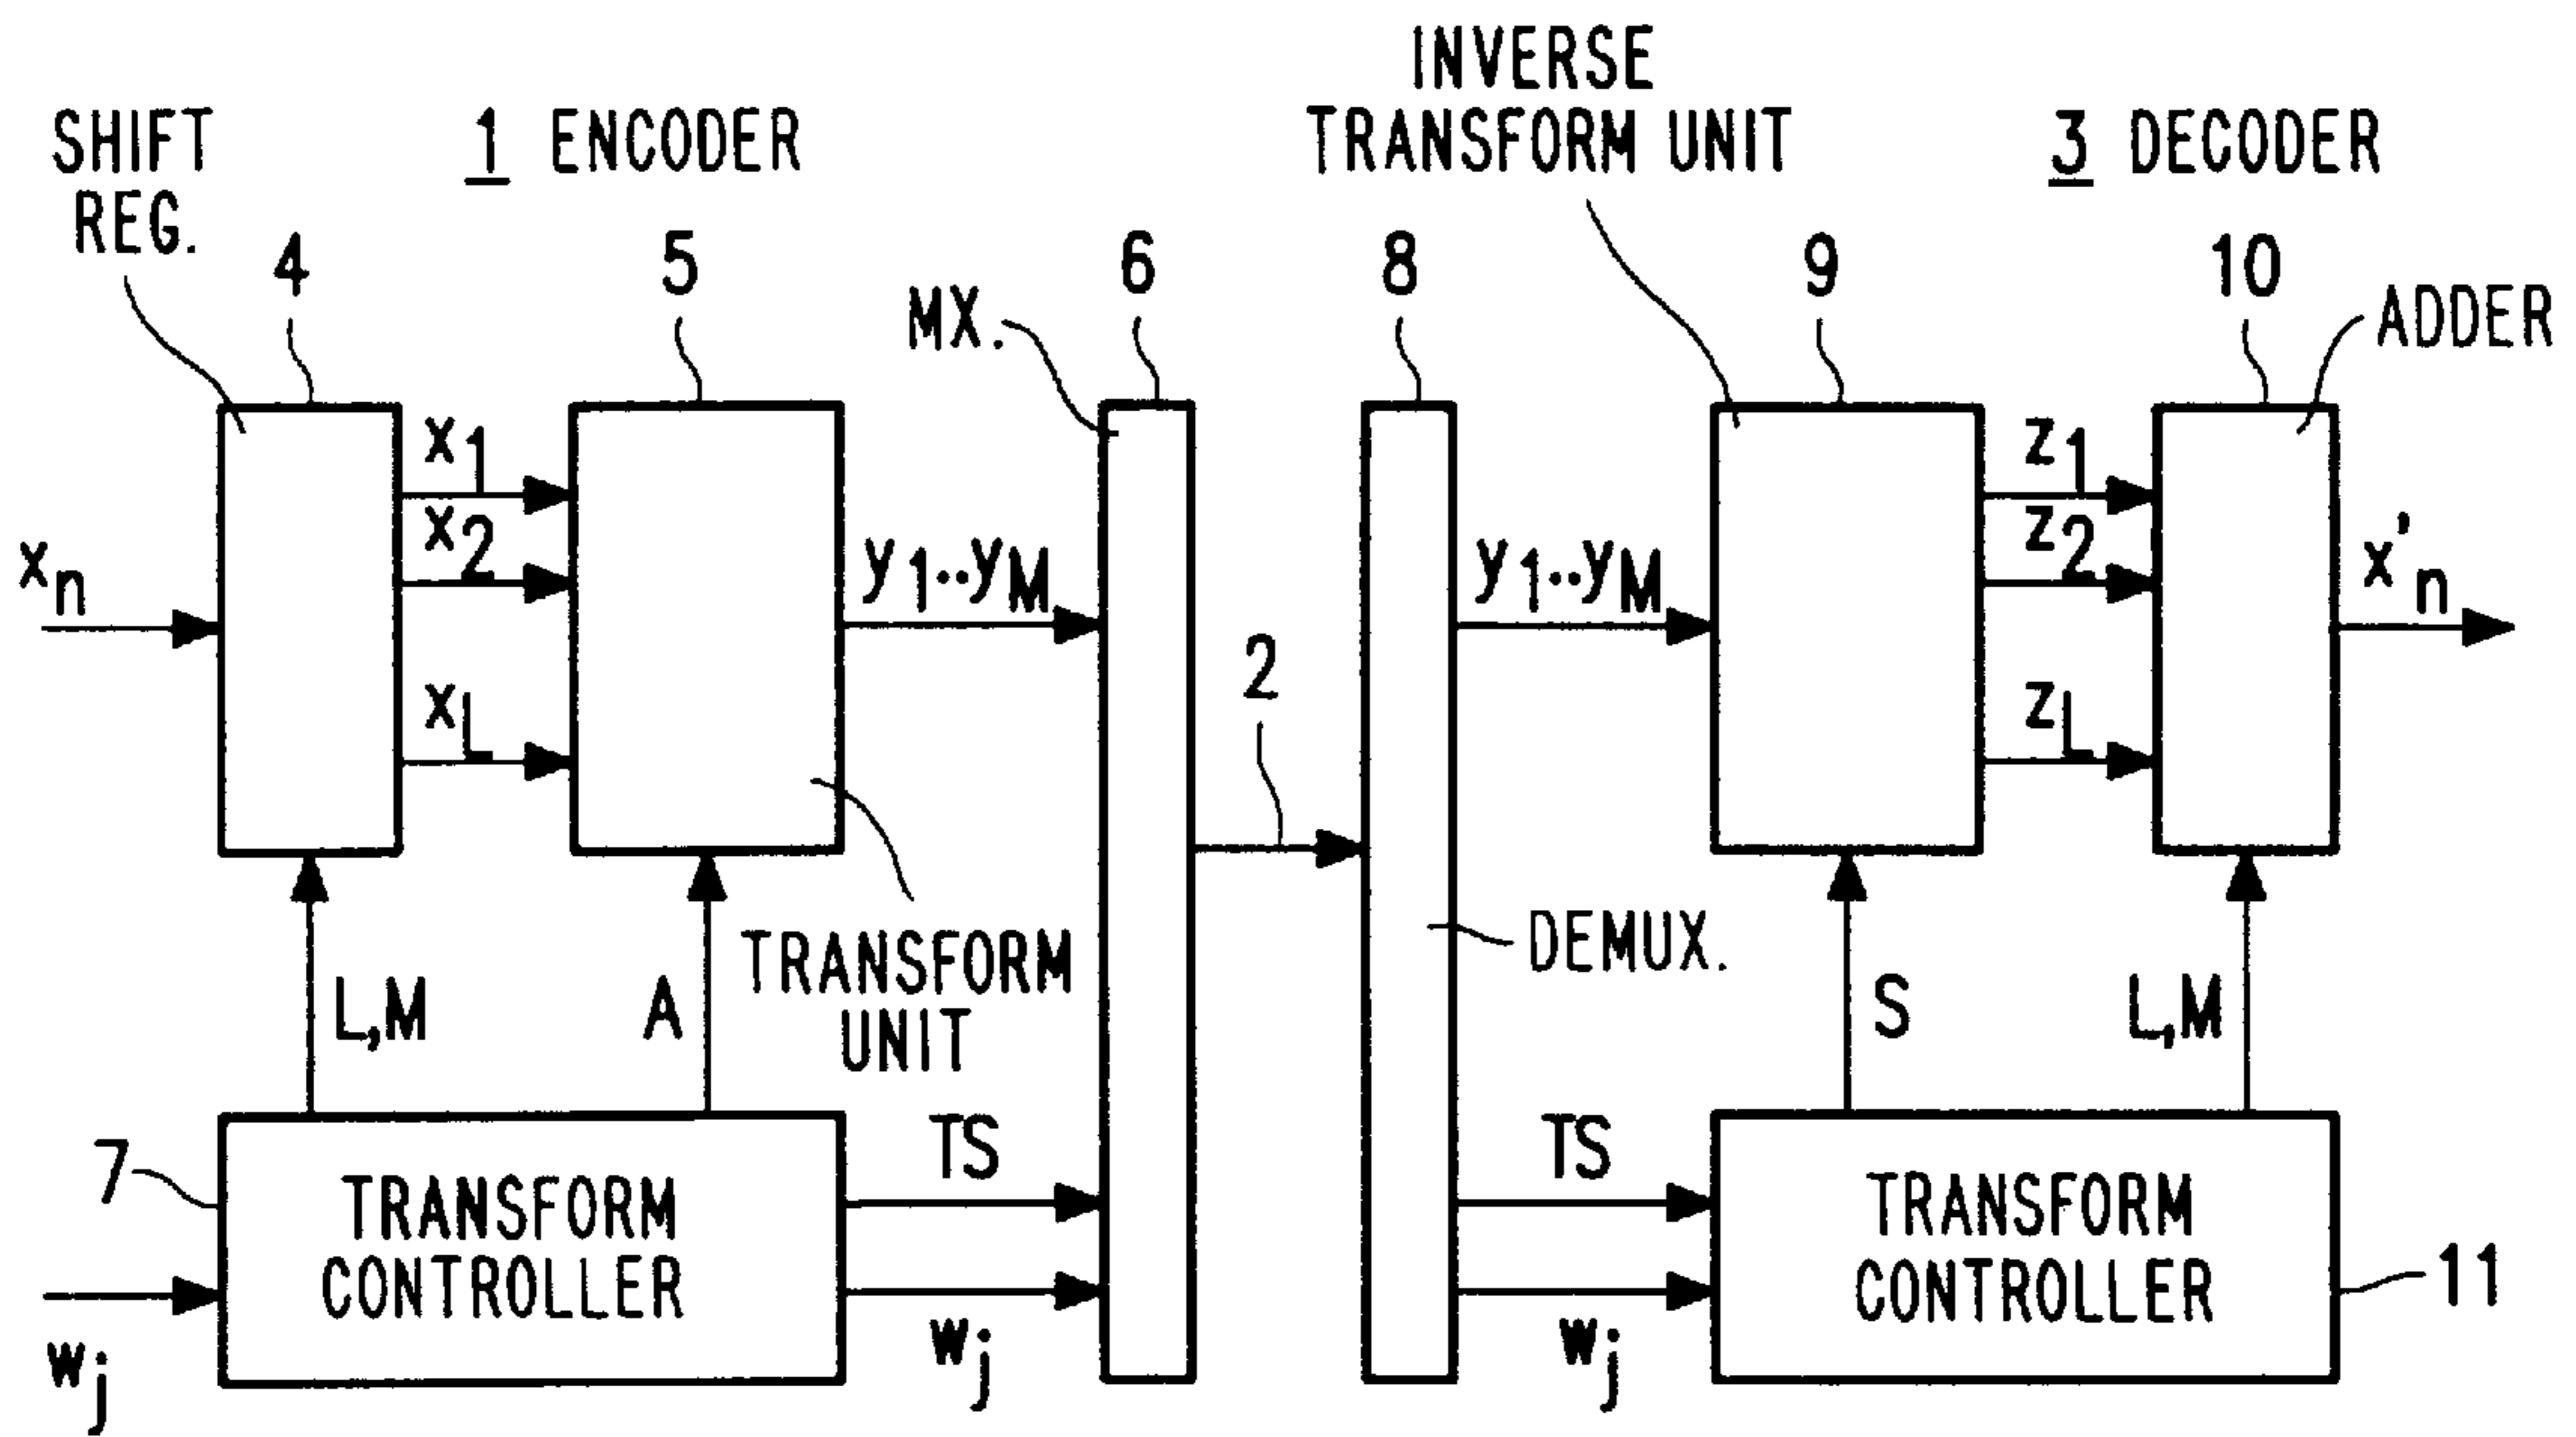 INVERSE
TRANSFORM UNIT
SHIFT
REG.
1 ENCODER
3 DECODER
4
5
MX.
6
8
9
10
ADDER
x1
x2
xL
xn
y1..yM
2
y1..yM
z1
z2
zL
x'n
TRANSFORM
UNIT
DEMUX.
L,M
A
S
L,M
7
TRANSFORM
CONTROLLER
TS
wj
wj
TS
wj
TRANSFORM
CONTROLLER
11